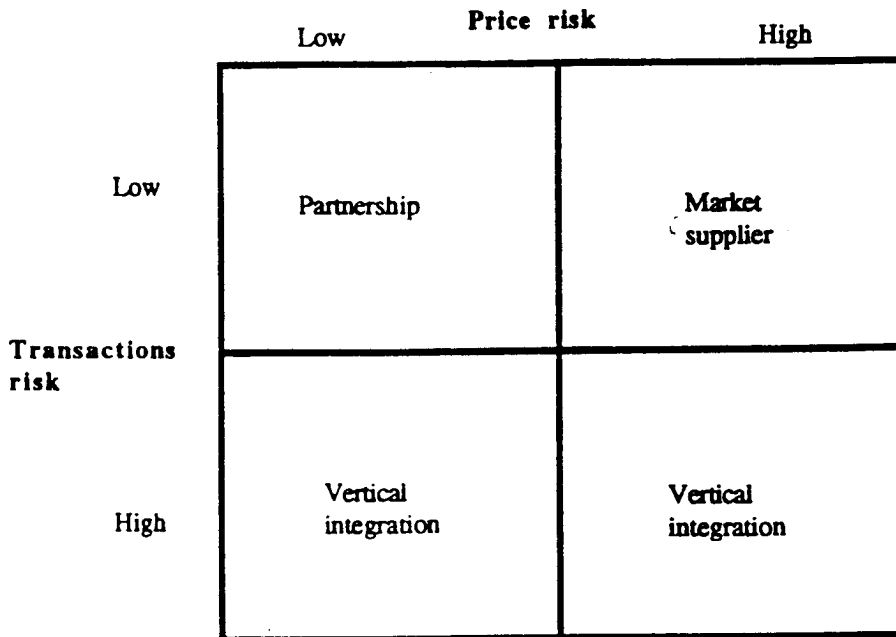 Price risk
Low
High
Low
Partnership
Market
supplier
Transactions
risk
High
Vertical
integration
Vertical
integration